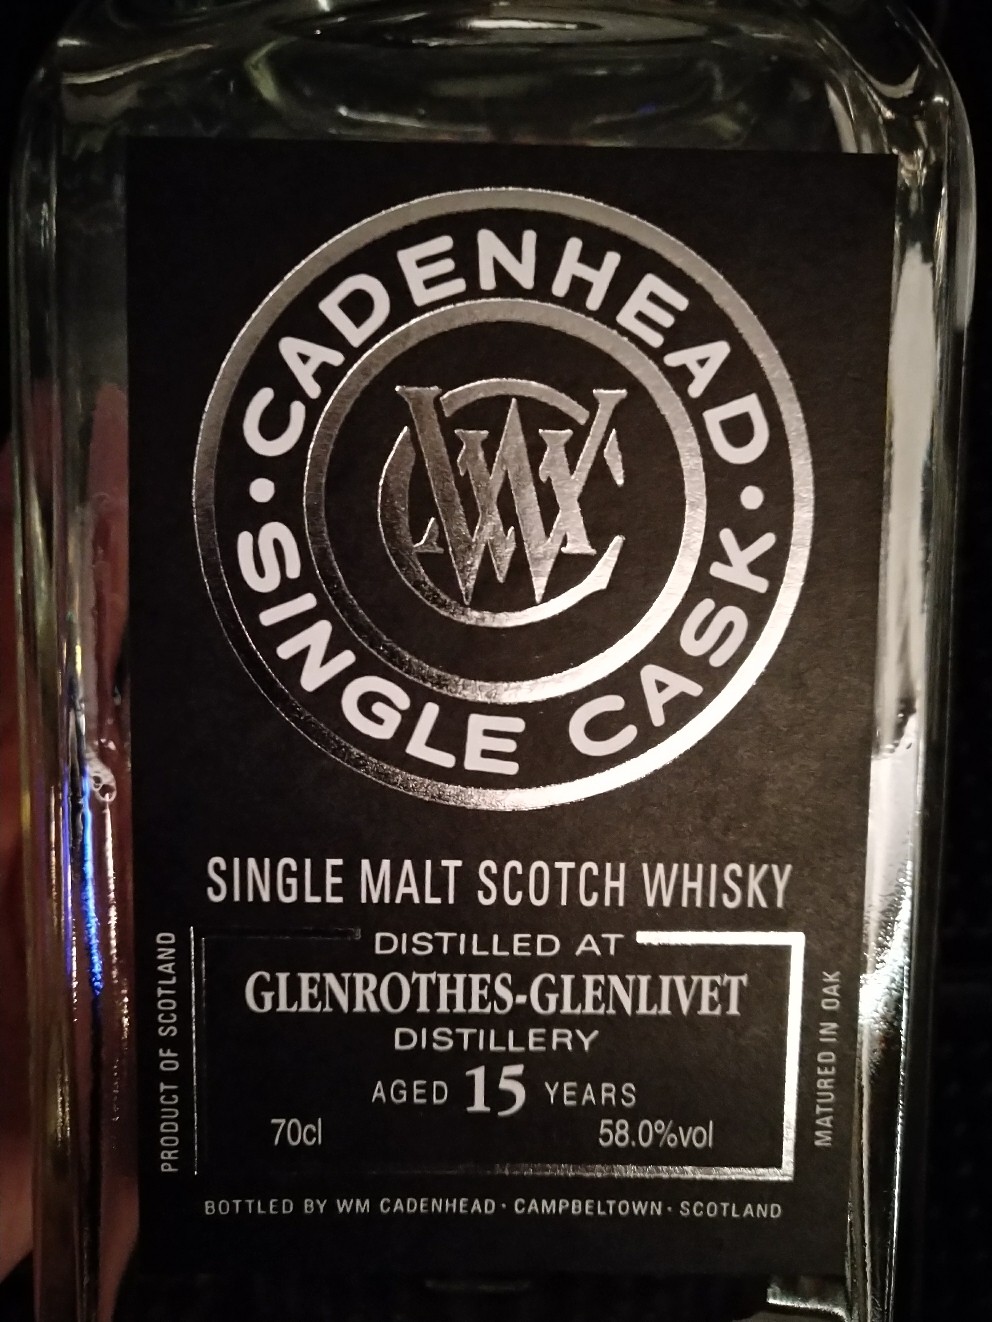 ·CADENHEAD·
SINGLE CASK
WC
SINGLE MALT SCOTCH WHISKY
DISTILLED AT
GLENROTHES-GLENLIVET
DISTILLERY
AGED 15 YEARS
70cl 58.0%vol
PRODUCT OF SCOTLAND
MATURED IN OAK
BOTTLED BY WM CADENHEAD · CAMPBELTOWN · SCOTLAND